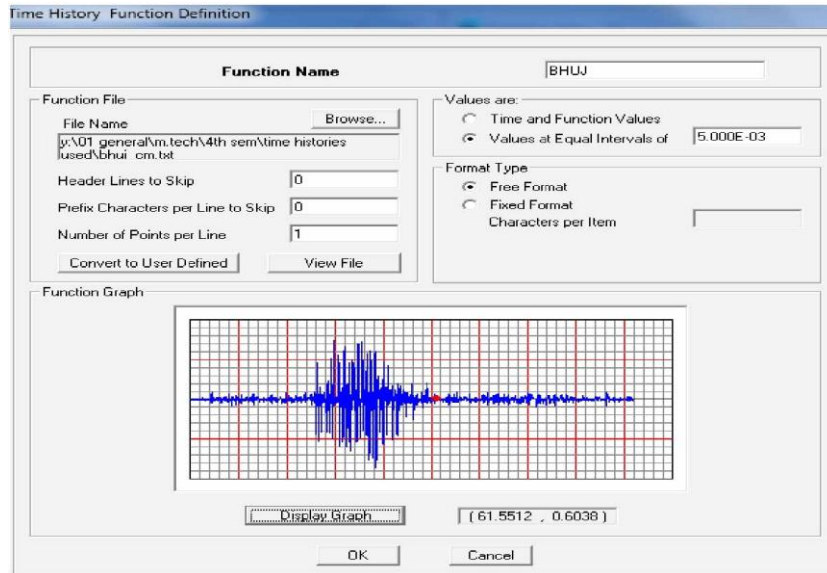 Time History Function Definition
Function Name
BHUJ
Function File
File Name
Browse...
y:\01 general\m.tech\4th sem\time histories
used\bhui cm.txt
Header Lines to Skip
0
Prefix Characters per Line to Skip
0
Number of Points per Line
1
Convert to User Defined
View File
Values are:
Time and Function Values
Values at Equal Intervals of
5.000E-03
Format Type
Free Format
Fixed Format
Characters per Item
Function Graph
Display Graph
( 61.5512 , 0.6038 )
OK
Cancel